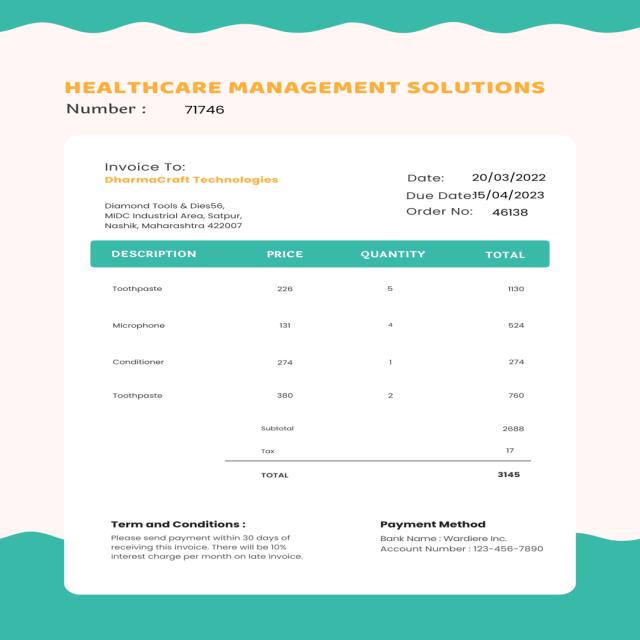 HEALTHCARE MANAGEMENT SOLUTIONS
Number : 71746
Invoice To:
DharmaCraft Technologies
Diamond Tools & Dies56,
MIDC Industrial Area, Satpur,
Nashik, Maharashtra 422007
Date: 20/03/2022
Due Date: 15/04/2023
Order No: 46138
DESCRIPTION PRICE QUANTITY TOTAL
Toothpaste 226 5 1130
Microphone 131 4 524
Conditioner 274 1 274
Toothpaste 380 2 760
Subtotal 2688
Tax 17
TOTAL 3145
Term and Conditions :
Please send payment within 30 days of
receiving this invoice. There will be 10%
interest charge per month on late invoice.
Payment Method
Bank Name : Wardiere Inc.
Account Number : 123-456-7890